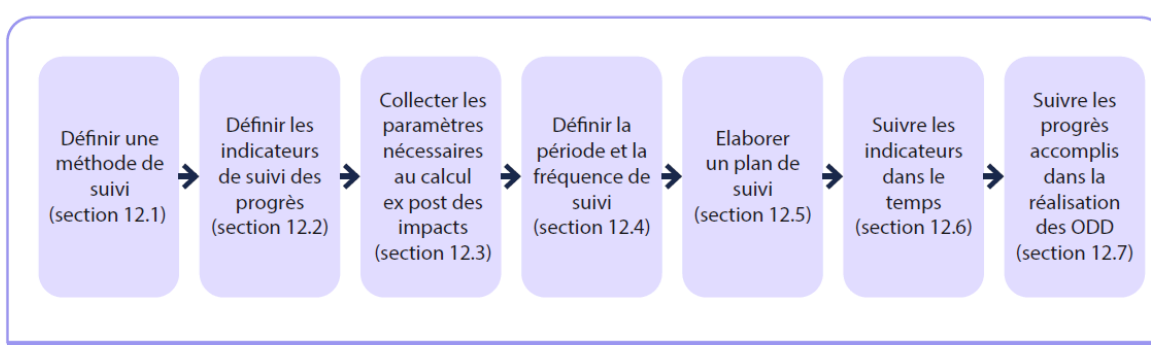 Définir une
méthode de
suivi
(section 12.1)
Définir les
indicateurs
de suivi des
progrès
(section 12.2)
Collecter les
paramètres
nécessaires
au calcul
ex post des
impacts
(section 12.3)
Définir la
période et la
fréquence de
suivi
(section 12.4)
Elaborer
un plan de
suivi
(section 12.5)
Suivre les
indicateurs
dans le
temps
(section 12.6)
Suivre les
progrès
accomplis
dans la
réalisation
des ODD
(section 12.7)